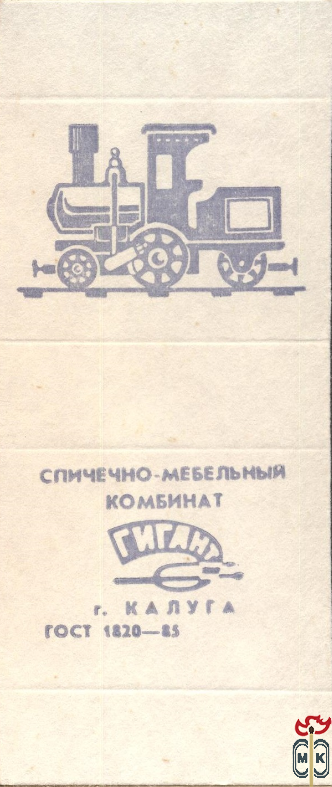 СПИЧЕЧНО-МЕБЕЛЬНЫЙ
КОМБИНАТ
ГИГАНТ
г. КАЛУГА
ГОСТ 1820—85
МК